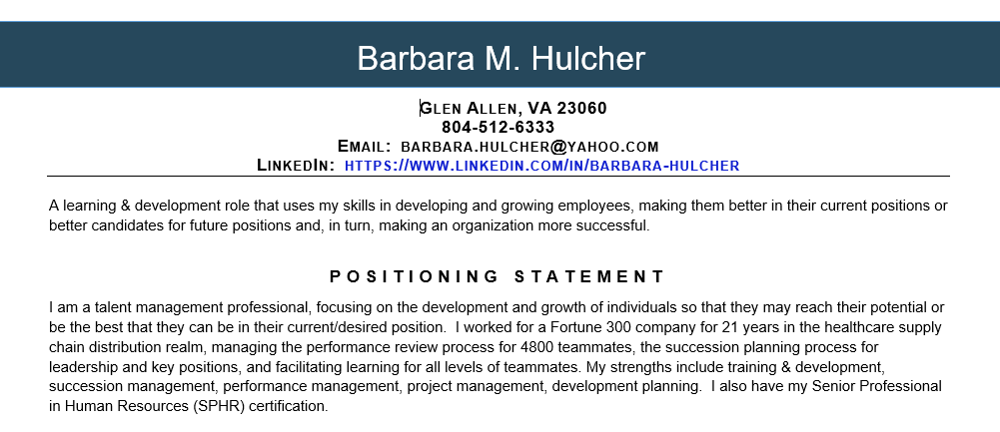 Barbara M. Hulcher
GLEN ALLEN, VA 23060
804-512-6333
EMAIL: BARBARA.HULCHER@YAHOO.COM
LINKEDIN: HTTPS://WWW.LINKEDIN.COM/IN/BARBARA-HULCHER
A learning & development role that uses my skills in developing and growing employees, making them better in their current positions or
better candidates for future positions and, in turn, making an organization more successful.
POSITIONING STATEMENT
I am a talent management professional, focusing on the development and growth of individuals so that they may reach their potential or
be the best that they can be in their current/desired position.  I worked for a Fortune 300 company for 21 years in the healthcare supply
chain distribution realm, managing the performance review process for 4800 teammates, the succession planning process for
leadership and key positions, and facilitating learning for all levels of teammates. My strengths include training & development,
succession management, performance management, project management, development planning.  I also have my Senior Professional
in Human Resources (SPHR) certification.